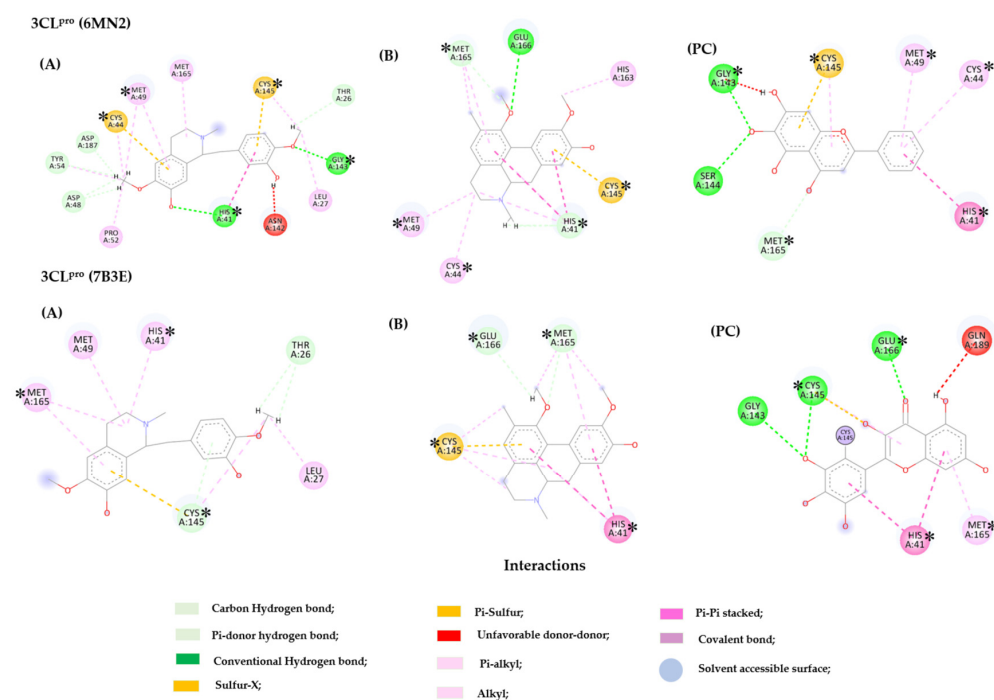 3CLpro (6MN2)
(A)
MET
A:165
MET
A:49
*
CYS
A:44
*
ASP
A:187
TYR
A:54
ASP
A:48
PRO
A:52
CYS
A:145
*
THR
A:26
GLY
A:143
*
LEU
A:27
ASN
A:142
HIS
A:41
*
H
H
H
O
O
N
O
O
H
H
(B)
*
MET
A:165
GLU
A:166
HIS
A:163
CYS
A:145
*
HIS
A:41
*
MET
A:49
*
CYS
A:44
*
O
O
O
N
H
H
(PC)
GLY
A:143
*
*
CYS
A:145
MET
A:49
*
CYS
A:44
*
SER
A:144
MET
A:165
*
HIS
A:41
*
H
O
O
O
O
O
3CLpro (7B3E)
(A)
MET
A:49
HIS
A:41
*
*
MET
A:165
THR
A:26
LEU
A:27
CYS
A:145
*
N
O
O
O
O
H
H
(B)
*
GLU
A:166
*
MET
A:165
*
CYS
A:145
HIS
A:41
*
H
H
O
O
O
N
(PC)
GLU
A:166
*
GLN
A:189
*
CYS
A:145
GLY
A:143
CYS
A:145
HIS
A:41
*
MET
A:165
*
H
O
O
O
O
O
O
O
O
Interactions
Carbon Hydrogen bond;
Pi-donor hydrogen bond;
Conventional Hydrogen bond;
Sulfur-X;
Pi-Sulfur;
Unfavorable donor-donor;
Pi-alkyl;
Alkyl;
Pi-Pi stacked;
Covalent bond;
Solvent accessible surface;